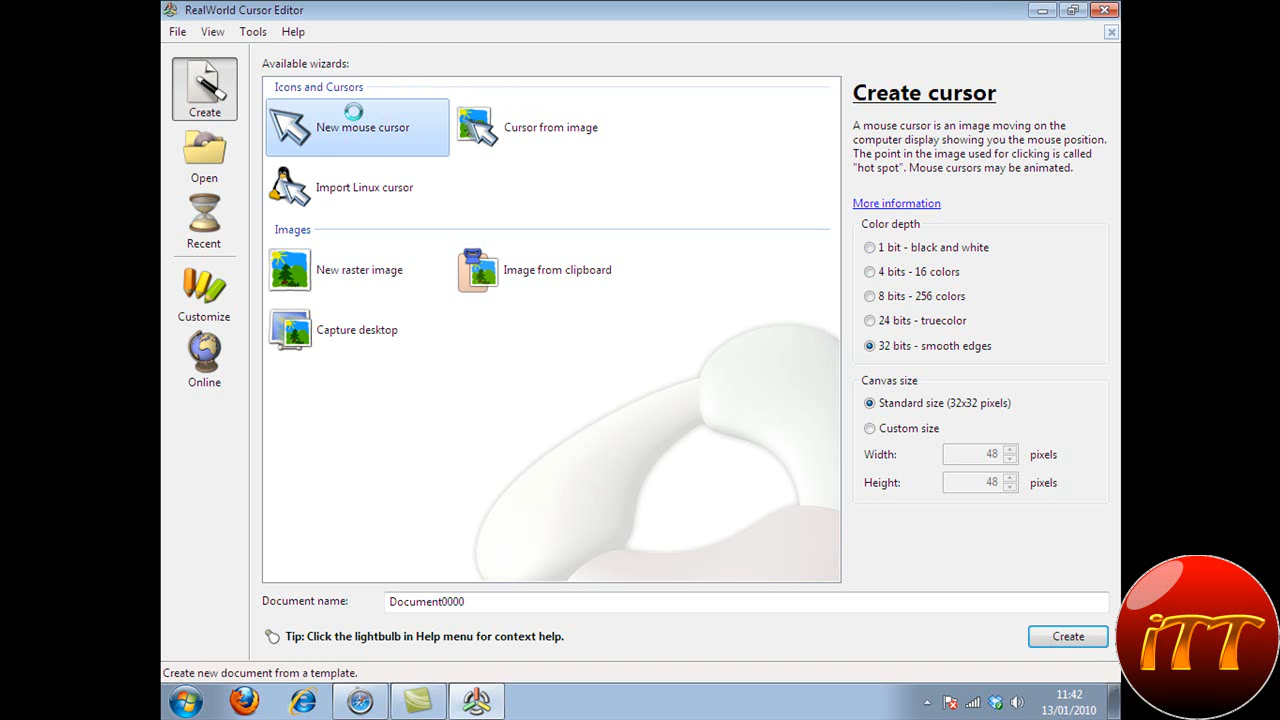 RealWorld Cursor Editor
File View Tools Help
Create
Open
Recent
Customize
Online
Available wizards:
Icons and Cursors
New mouse cursor
Cursor from image
Import Linux cursor
Images
New raster image
Image from clipboard
Capture desktop
Create cursor
A mouse cursor is an image moving on the
computer display showing you the mouse position.
The point in the image used for clicking is called
"hot spot". Mouse cursors may be animated.
More information
Color depth
1 bit - black and white
4 bits - 16 colors
8 bits - 256 colors
24 bits - truecolor
32 bits - smooth edges
Canvas size
Standard size (32x32 pixels)
Custom size
Width: 48 pixels
Height: 48 pixels
Document name: Document0000
Tip: Click the lightbulb in Help menu for context help.
Create
Create new document from a template.
11:42
13/01/2010
iTT